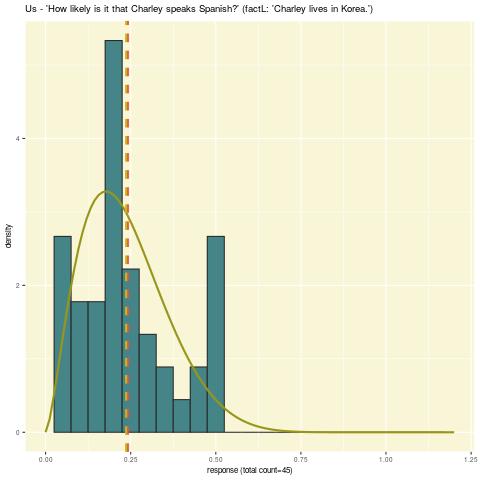 Us - 'How likely is it that Charley speaks Spanish?' (factL: 'Charley lives in Korea.')
density
4
2
0
0.00 0.25 0.50 0.75 1.00 1.25
response (total count=45)